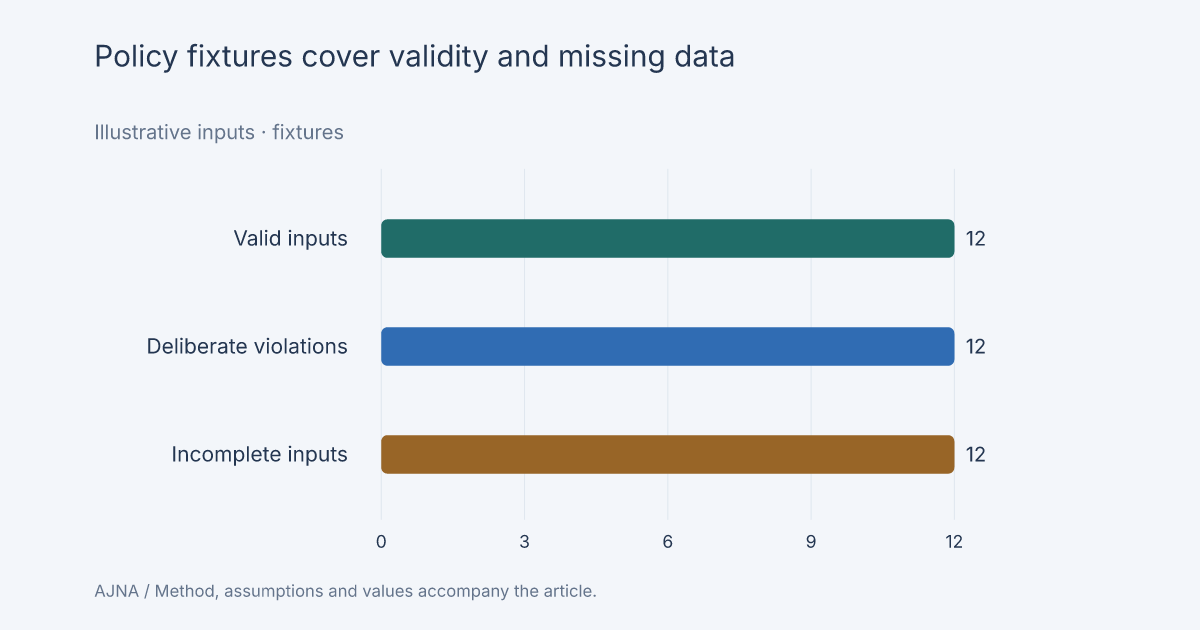 Policy fixtures cover validity and missing data
Illustrative inputs · fixtures
Valid inputs 12
Deliberate violations 12
Incomplete inputs 12
0 3 6 9 12
AJNA / Method, assumptions and values accompany the article.